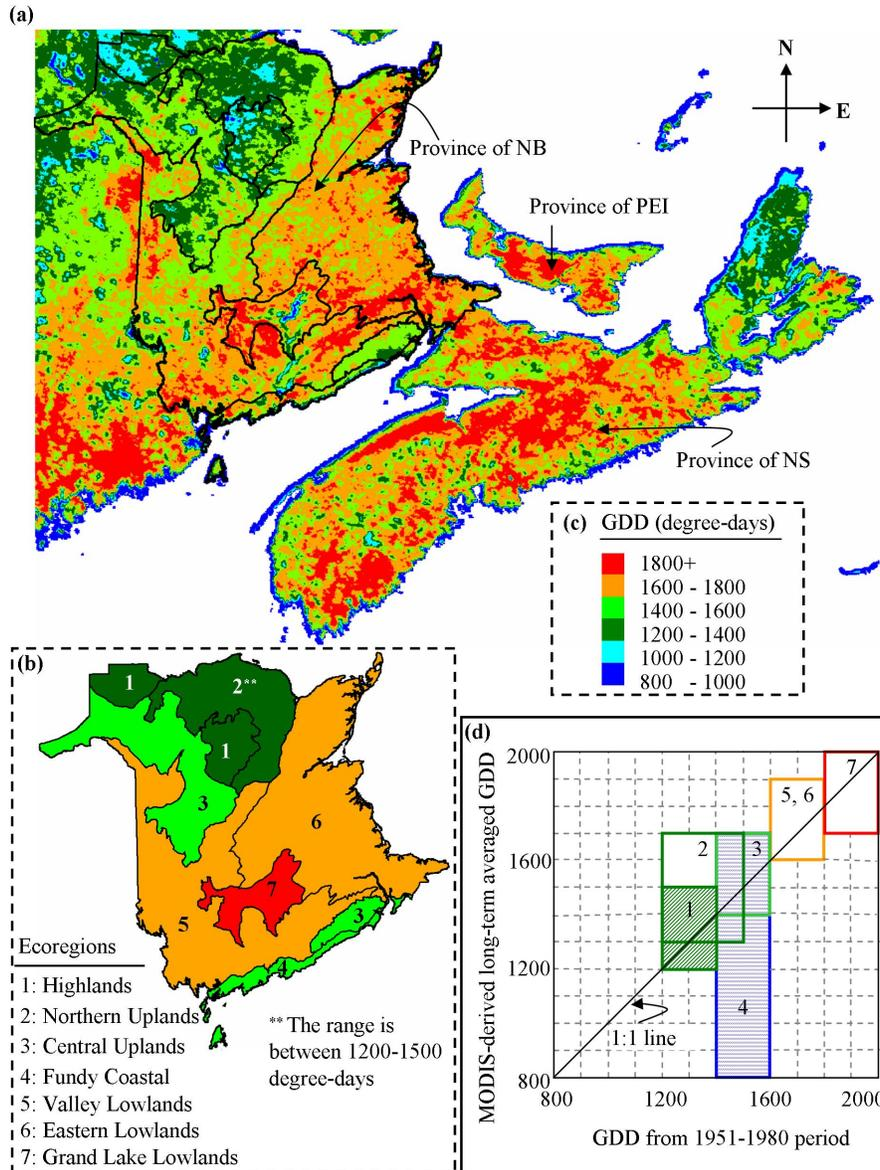 (a)
N
E
Province of NB
Province of PEI
Province of NS
(c) GDD (degree-days)
1800+
1600 - 1800
1400 - 1600
1200 - 1400
1000 - 1200
800 - 1000
(b)
1
2**
1
3
6
7
5
3
4
Ecoregions
1: Highlands
2: Northern Uplands
3: Central Uplands
4: Fundy Coastal
5: Valley Lowlands
6: Eastern Lowlands
7: Grand Lake Lowlands
** The range is
between 1200-1500
degree-days
(d)
MODIS-derived long-term averaged GDD
2000
1600
1200
800
7
5, 6
2
3
1
4
1:1 line
800
1200
1600
2000
GDD from 1951-1980 period